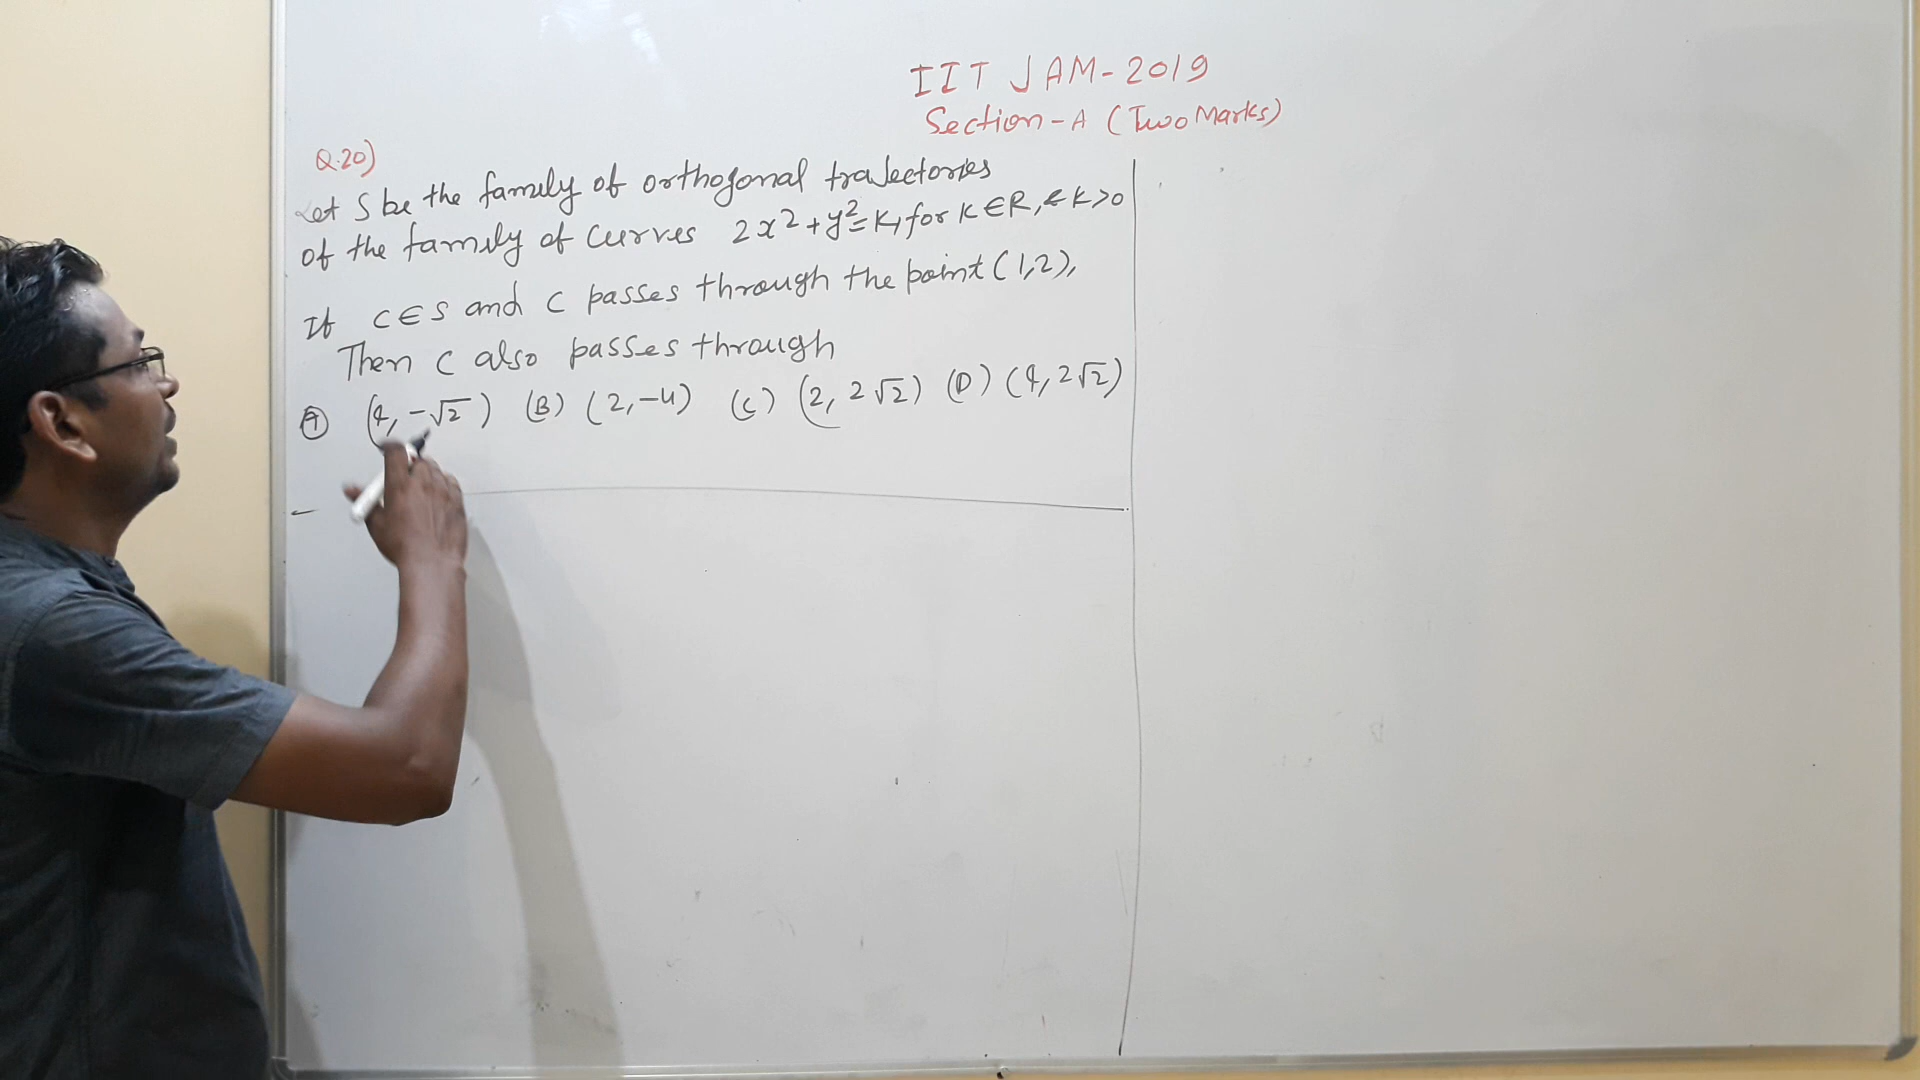 IIT JAM-2019
Section-A (Two Marks)
Q.20)
Let S be the family of orthogonal trajectories
of the family of curves 2x²+y²=K, for K∈R, & K>0
If C∈S and C passes through the point (1,2),
Then C also passes through
(A) (4, -√2) (B) (2,-4) (C) (2, 2√2) (D) (4, 2√2)